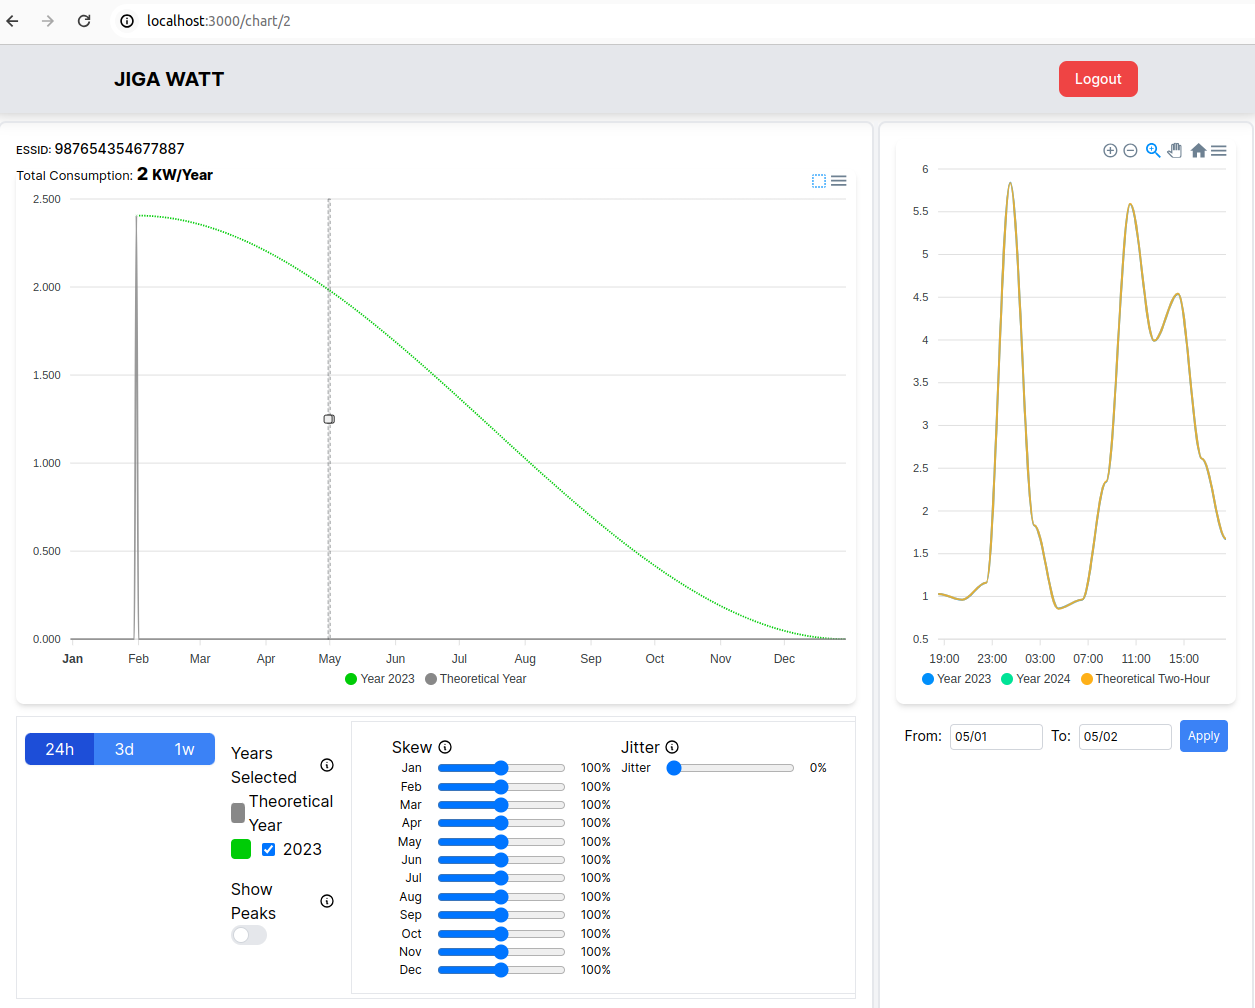 localhost:3000/chart/2
JIGA WATT
Logout
ESSID: 987654354677887
Total Consumption: 2 KW/Year
2.500
2.000
1.500
1.000
0.500
0.000
Jan Feb Mar Apr May Jun Jul Aug Sep Oct Nov Dec
Year 2023 Theoretical Year
6
5.5
5
4.5
4
3.5
3
2.5
2
1.5
1
0.5
19:00 23:00 03:00 07:00 11:00 15:00
Year 2023 Year 2024 Theoretical Two-Hour
From: 05/01 To: 05/02 Apply
24h 3d 1w
Years
Selected
Theoretical
Year
2023
Show
Peaks
Skew
Jan 100%
Feb 100%
Mar 100%
Apr 100%
May 100%
Jun 100%
Jul 100%
Aug 100%
Sep 100%
Oct 100%
Nov 100%
Dec 100%
Jitter
Jitter 0%